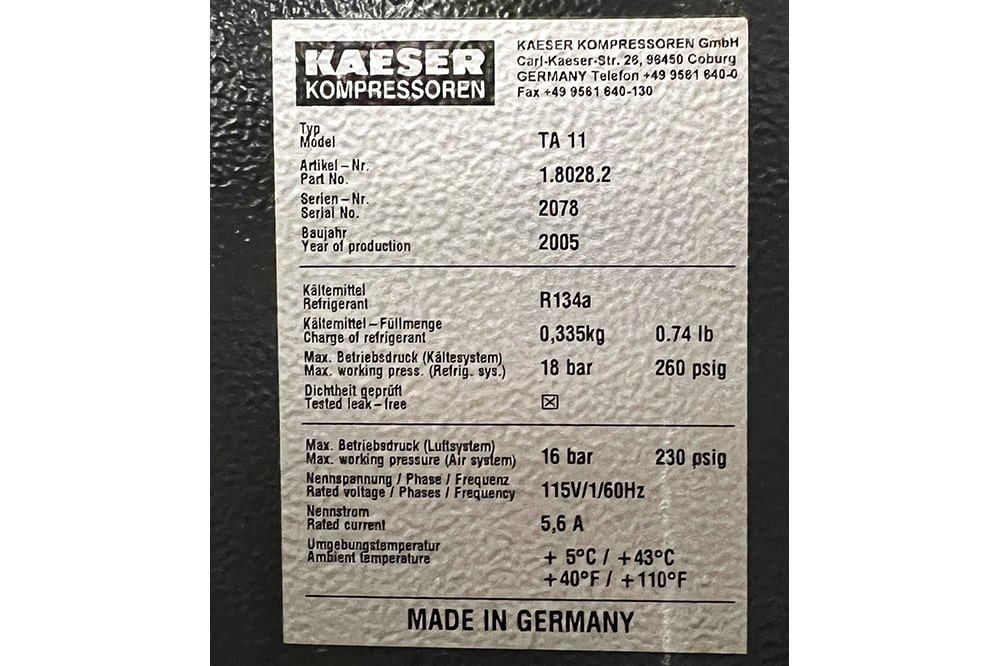 KAESER
KOMPRESSOREN
KAESER KOMPRESSOREN GmbH
Carl-Kaeser-Str. 26, 96450 Coburg
GERMANY Telefon +49 9561 640-0
Fax +49 9561 640-130
Typ
Model TA 11
Artikel – Nr.
Part No. 1.8028.2
Serien – Nr.
Serial No. 2078
Baujahr
Year of production 2005
Kältemittel
Refrigerant R134a
Kältemittel – Füllmenge
Charge of refrigerant 0,335kg 0.74 lb
Max. Betriebsdruck (Kältesystem)
Max. working press. (Refrig. sys.) 18 bar 260 psig
Dichtheit geprüft
Tested leak – free ☒
Max. Betriebsdruck (Luftsystem)
Max. working pressure (Air system) 16 bar 230 psig
Nennspannung / Phase / Frequenz
Rated voltage / Phases / Frequency 115V/1/60Hz
Nennstrom
Rated current 5,6 A
Umgebungstemperatur
Ambient temperature + 5°C / +43°C
+40°F / +110°F
MADE IN GERMANY